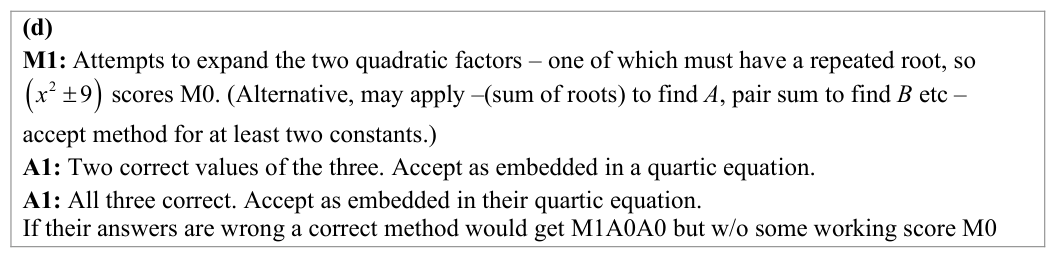 (d)
M1: Attempts to expand the two quadratic factors – one of which must have a repeated root, so
(x² ±9) scores M0. (Alternative, may apply –(sum of roots) to find A, pair sum to find B etc –
accept method for at least two constants.)
A1: Two correct values of the three. Accept as embedded in a quartic equation.
A1: All three correct. Accept as embedded in their quartic equation.
If their answers are wrong a correct method would get M1A0A0 but w/o some working score M0